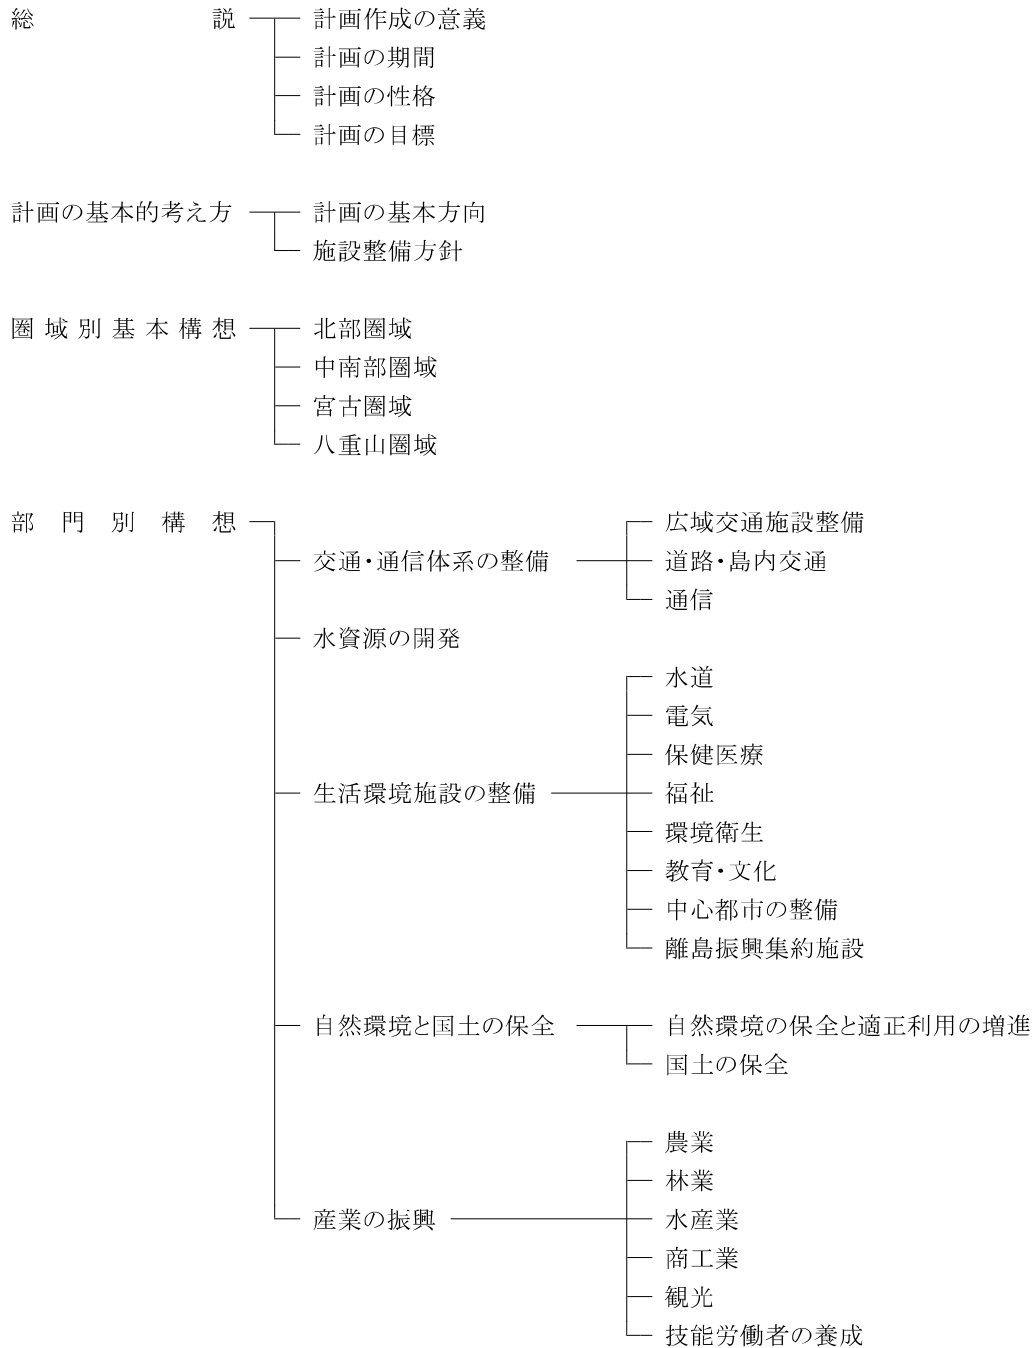 総説 計画作成の意義
計画の期間
計画の性格
計画の目標
計画の基本的考え方 計画の基本方向
施設整備方針
圏域別基本構想 北部圏域
中南部圏域
宮古圏域
八重山圏域
部門別構想 広域交通施設整備
交通・通信体系の整備 道路・島内交通
通信
水資源の開発
水道
電気
保健医療
生活環境施設の整備 福祉
環境衛生
教育・文化
中心都市の整備
離島振興集約施設
自然環境と国土の保全 自然環境の保全と適正利用の増進
国土の保全
農業
林業
産業の振興 水産業
商工業
観光
技能労働者の養成